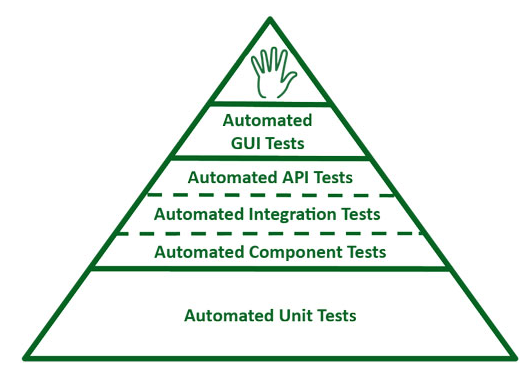 Automated
GUI Tests
Automated API Tests
Automated Integration Tests
Automated Component Tests
Automated Unit Tests